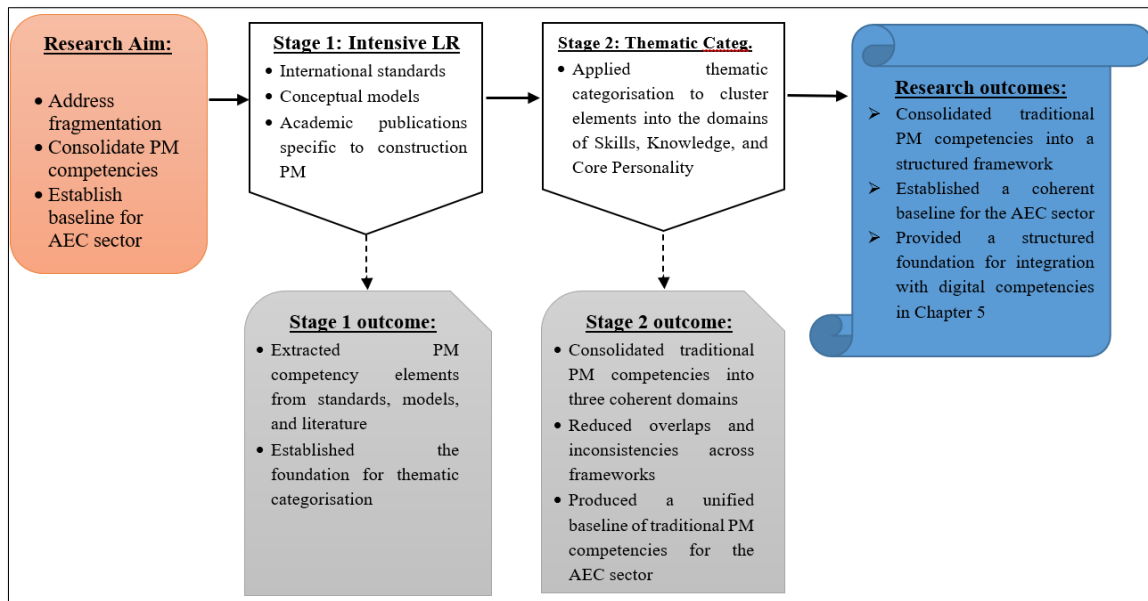 Research Aim:
• Address
fragmentation
• Consolidate PM
competencies
• Establish
baseline for
AEC sector
Stage 1: Intensive LR
• International standards
• Conceptual models
• Academic publications
specific to construction
PM
Stage 2: Thematic Categ.
• Applied thematic
categorisation to cluster
elements into the domains
of Skills, Knowledge, and
Core Personality
Research outcomes:
➢ Consolidated traditional
PM competencies into a
structured framework
➢ Established a coherent
baseline for the AEC sector
➢ Provided a structured
foundation for integration
with digital competencies
in Chapter 5
Stage 1 outcome:
• Extracted PM
competency elements
from standards, models,
and literature
• Established the
foundation for thematic
categorisation
Stage 2 outcome:
• Consolidated traditional
PM competencies into
three coherent domains
• Reduced overlaps and
inconsistencies across
frameworks
• Produced a unified
baseline of traditional PM
competencies for the
AEC sector